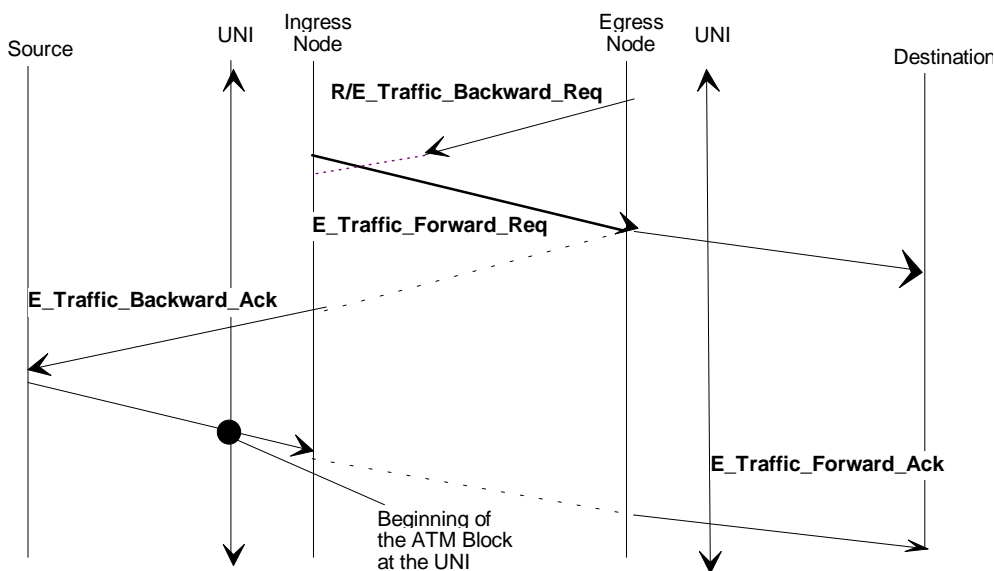 Ingress
Node
Egress
Node
UNI
UNI
Source
Destination
R/E_Traffic_Backward_Req
E_Traffic_Forward_Req
E_Traffic_Backward_Ack
E_Traffic_Forward_Ack
Beginning of
the ATM Block
at the UNI